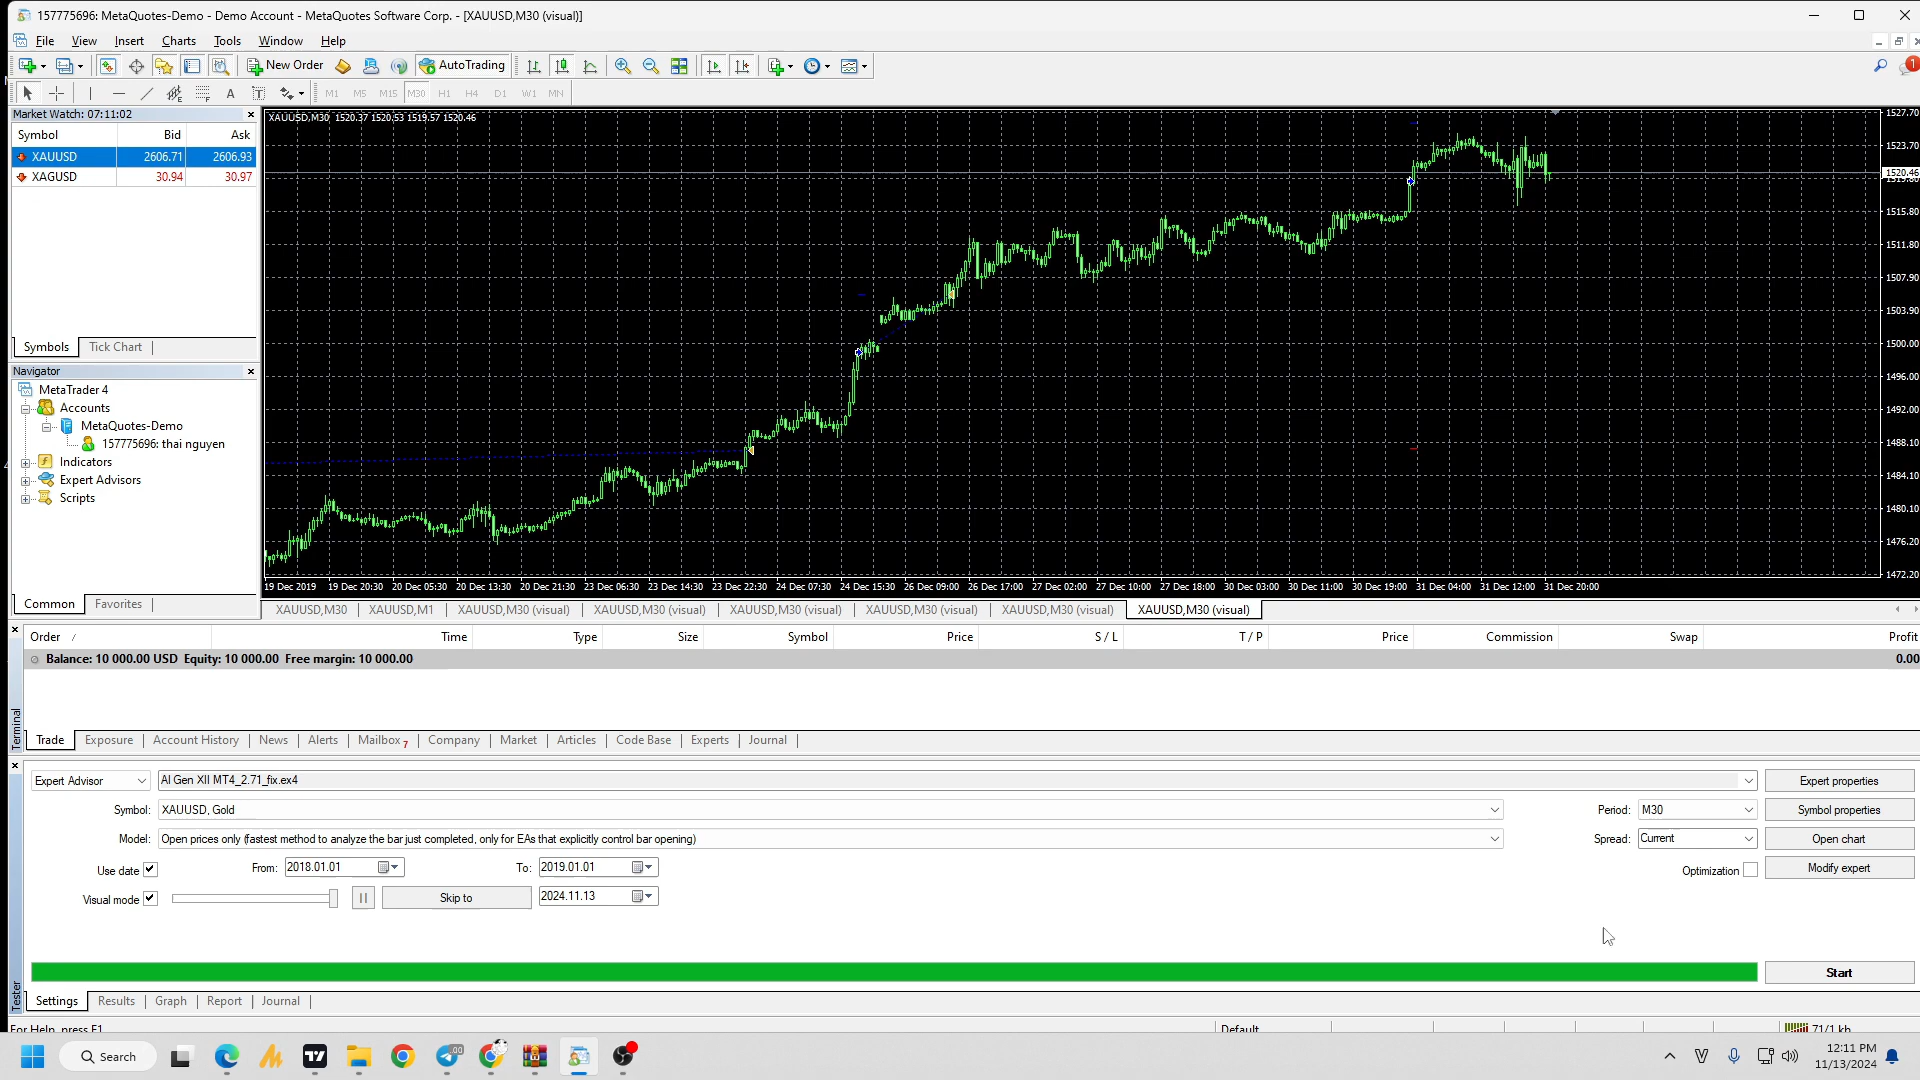 157775696: MetaQuotes-Demo - Demo Account - MetaQuotes Software Corp. - [XAUUSD,M30 (visual)]
File View Insert Charts Tools Window Help
New Order AutoTrading
1
A T M1 M5 M15 M30 H1 H4 D1 W1 MN
Market Watch: 07:11:02
Symbol Bid Ask
XAUUSD 2606.71 2606.93
XAGUSD 30.94 30.97
Symbols Tick Chart
XAUUSD,M30 1520.37 1520.53 1519.57 1520.46
1527.70
1523.70
1520.46
1515.80
1511.80
1507.90
1503.90
1500.00
1496.00
1492.00
1488.10
1484.10
1480.10
1476.20
1472.20
19 Dec 2019 19 Dec 20:30 20 Dec 05:30 20 Dec 13:30 20 Dec 21:30 23 Dec 06:30 23 Dec 14:30 23 Dec 22:30 24 Dec 07:30 24 Dec 15:30 26 Dec 09:00 26 Dec 17:00 27 Dec 02:00 27 Dec 10:00 27 Dec 18:00 30 Dec 03:00 30 Dec 11:00 30 Dec 19:00 31 Dec 04:00 31 Dec 12:00 31 Dec 20:00
Navigator
MetaTrader 4
Accounts
MetaQuotes-Demo
157775696: thai nguyen
Indicators
Expert Advisors
Scripts
Common Favorites
XAUUSD,M30 XAUUSD,M1 XAUUSD,M30 (visual) XAUUSD,M30 (visual) XAUUSD,M30 (visual) XAUUSD,M30 (visual) XAUUSD,M30 (visual) XAUUSD,M30 (visual)
Order / Time Type Size Symbol Price S / L T / P Price Commission Swap Profit
Balance: 10 000.00 USD Equity: 10 000.00 Free margin: 10 000.00 0.00
Terminal
Trade Exposure Account History News Alerts Mailbox 7 Company Market Articles Code Base Experts Journal
Expert Advisor AI Gen XII MT4_2.71_fix.ex4 Expert properties
Symbol: XAUUSD, Gold Period: M30 Symbol properties
Model: Open prices only (fastest method to analyze the bar just completed, only for EAs that explicitly control bar opening) Spread: Current Open chart
Use date From: 2018.01.01 To: 2019.01.01 Optimization Modify expert
Visual mode Skip to 2024.11.13
Start
Tester
Settings Results Graph Report Journal
For Help, press F1 Default 71/1 kb
Search 12:11 PM
11/13/2024